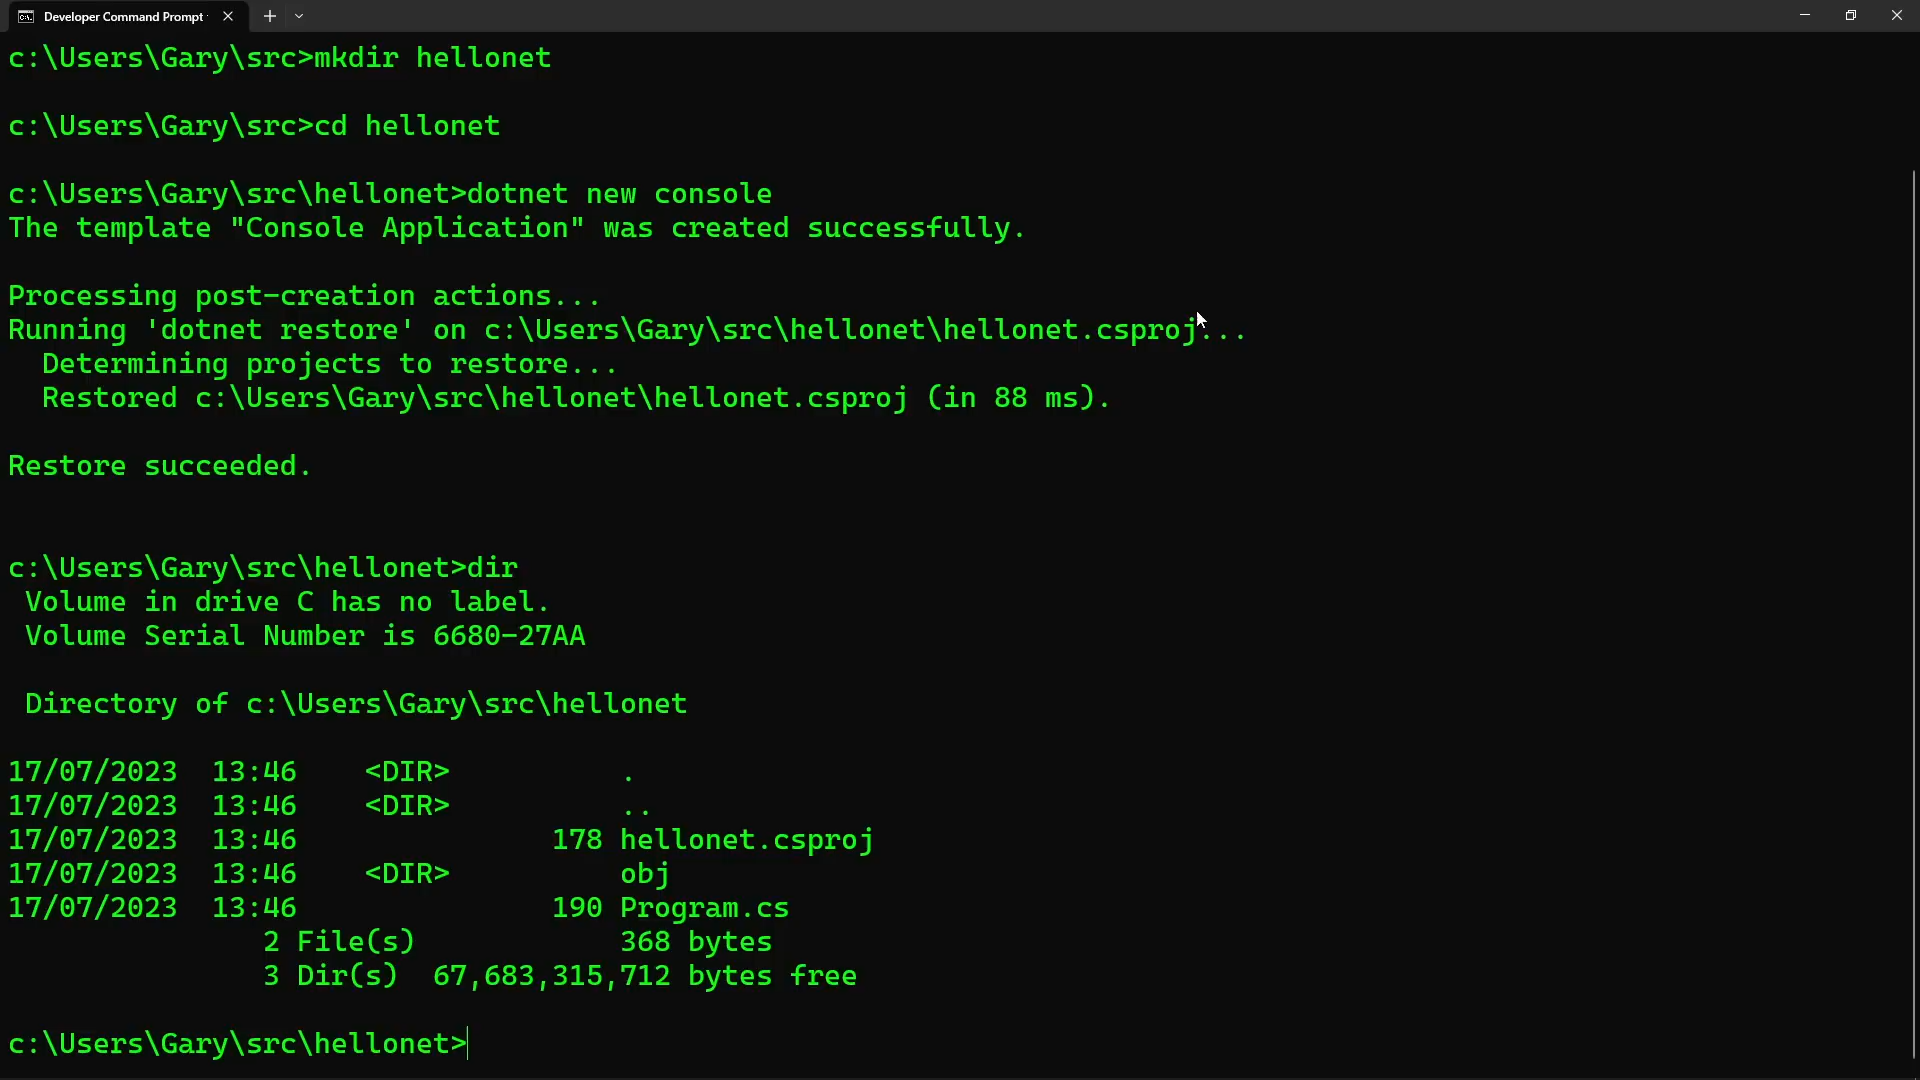 Developer Command Prompt
c:\Users\Gary\src>mkdir hellonet
c:\Users\Gary\src>cd hellonet
c:\Users\Gary\src\hellonet>dotnet new console
The template "Console Application" was created successfully.
Processing post-creation actions...
Running 'dotnet restore' on c:\Users\Gary\src\hellonet\hellonet.csproj...
  Determining projects to restore...
  Restored c:\Users\Gary\src\hellonet\hellonet.csproj (in 88 ms).
Restore succeeded.
c:\Users\Gary\src\hellonet>dir
 Volume in drive C has no label.
 Volume Serial Number is 6680-27AA
 Directory of c:\Users\Gary\src\hellonet
17/07/2023  13:46    <DIR>          .
17/07/2023  13:46    <DIR>          ..
17/07/2023  13:46               178 hellonet.csproj
17/07/2023  13:46    <DIR>          obj
17/07/2023  13:46               190 Program.cs
               2 File(s)            368 bytes
               3 Dir(s)  67,683,315,712 bytes free
c:\Users\Gary\src\hellonet>